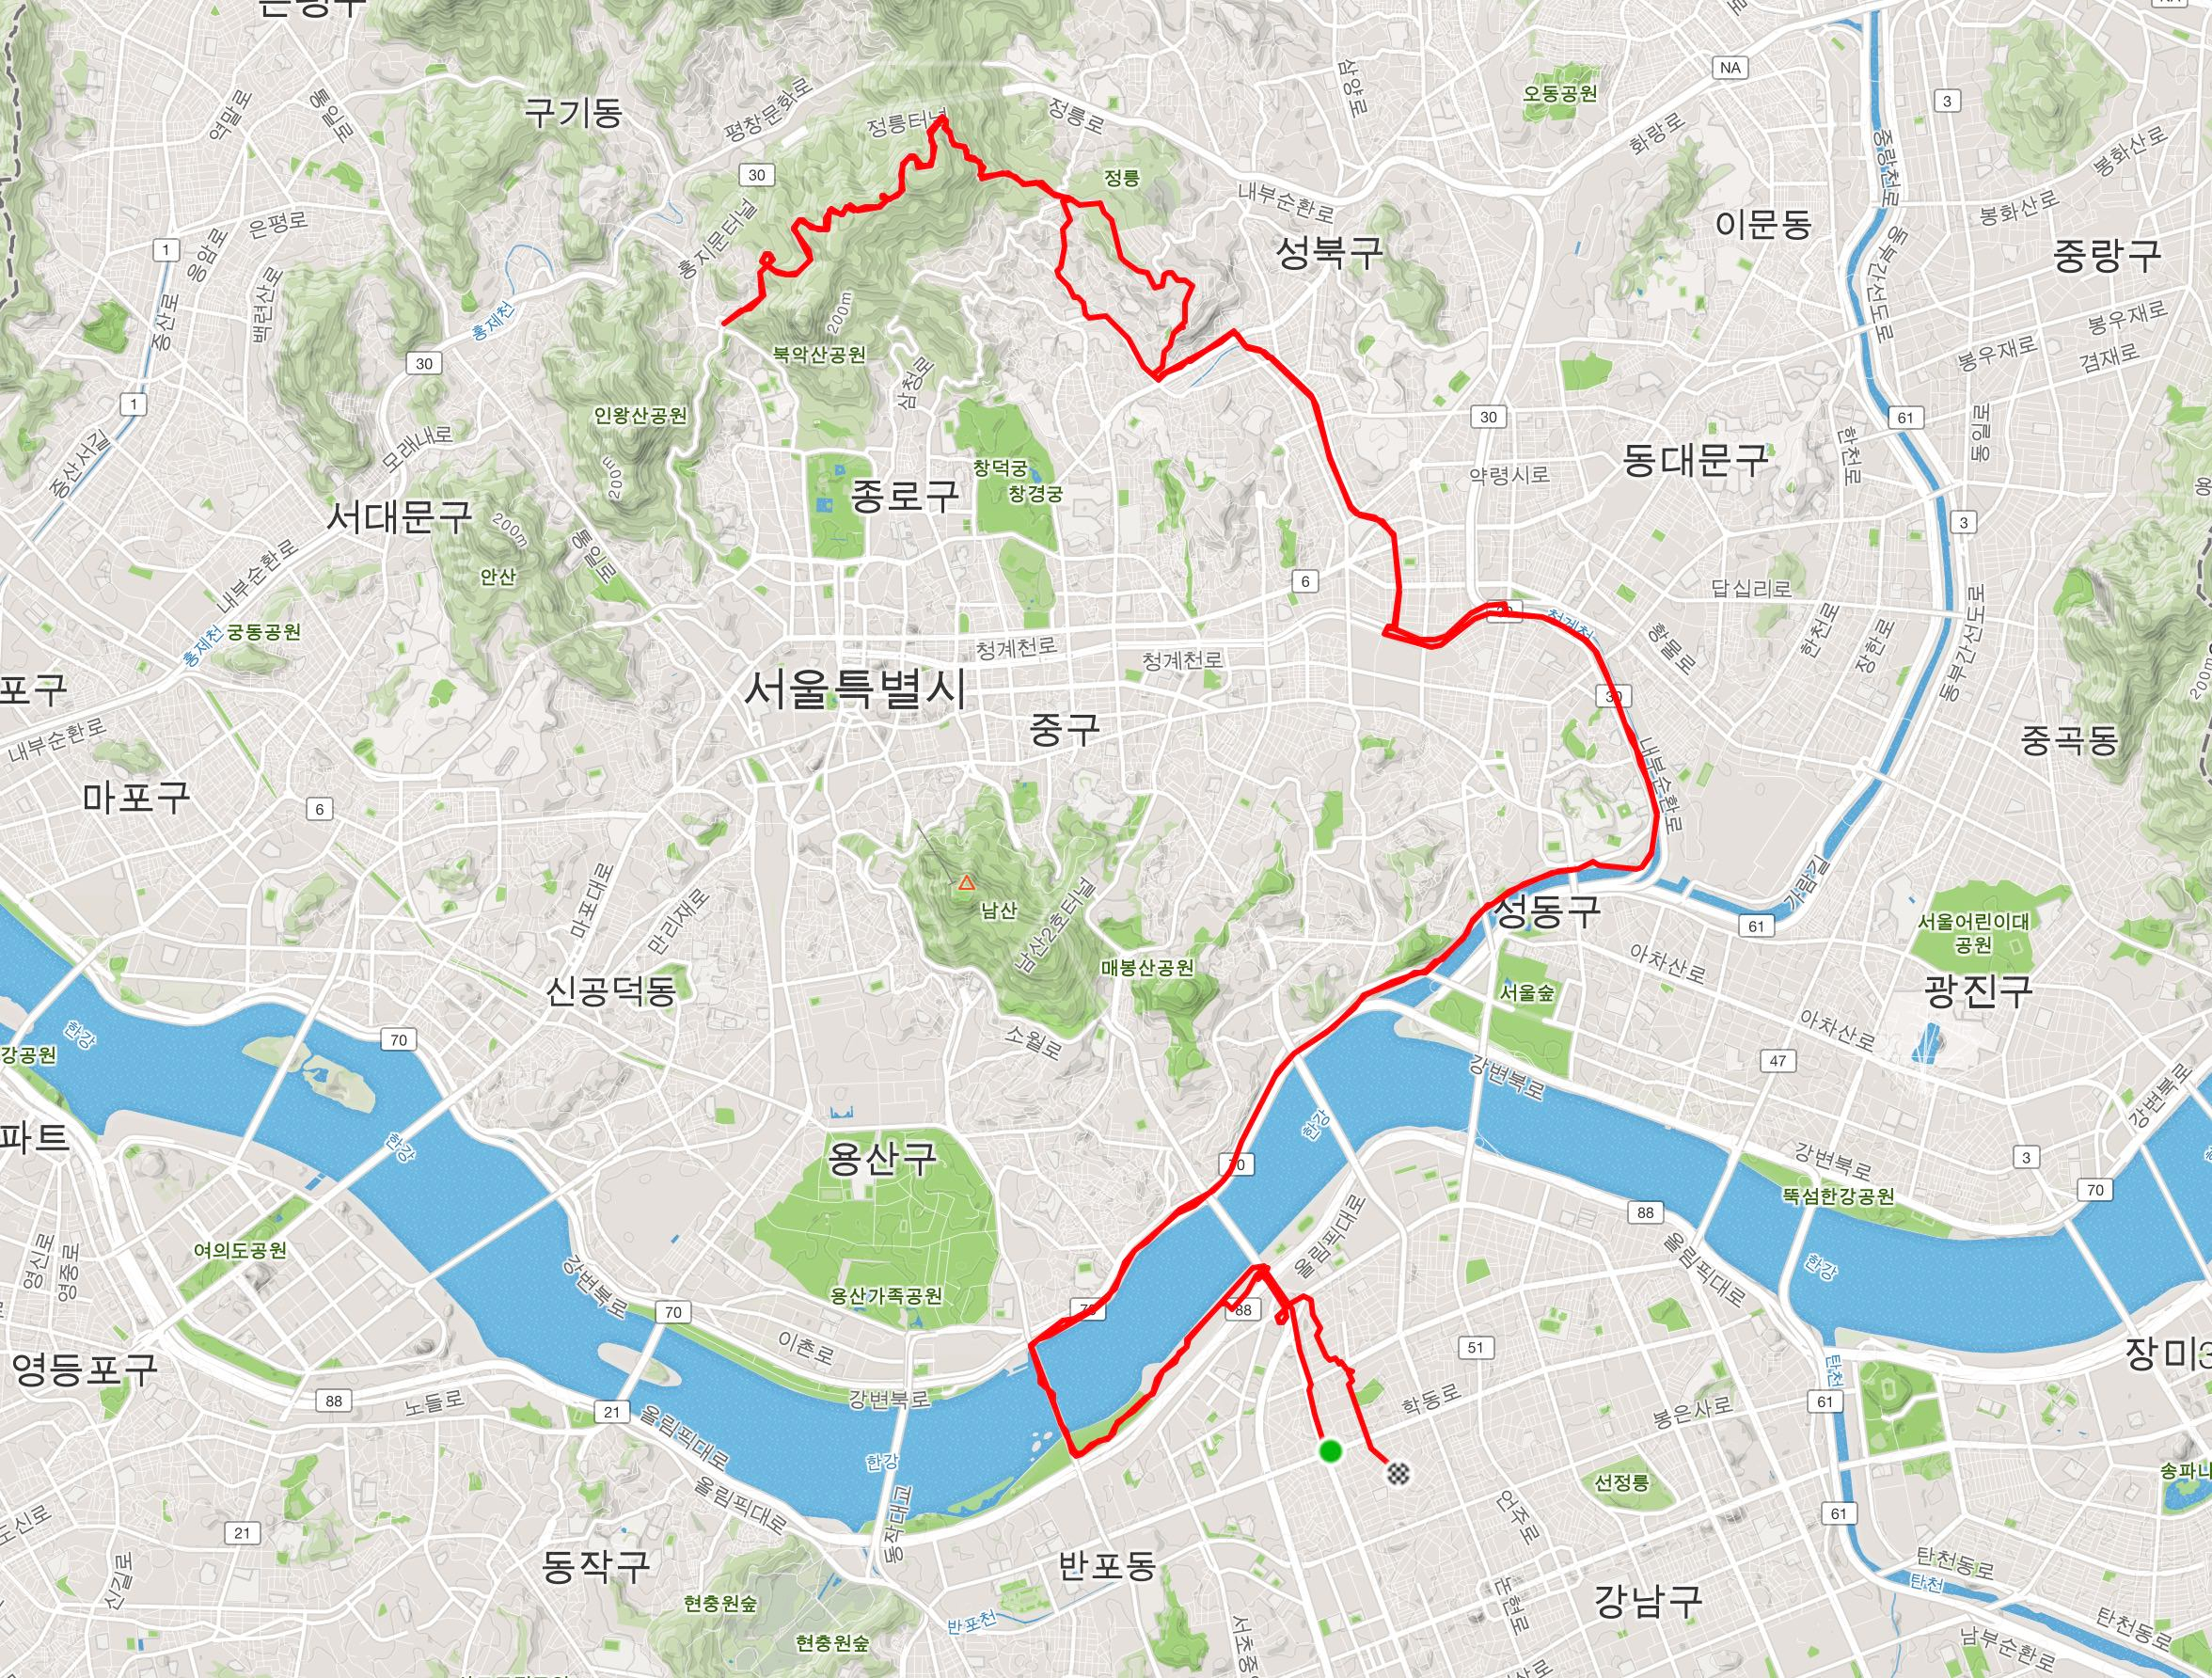 은평구
NA
삼양로
오동공원
3
구기동
역말로
통일로
평창문화로
정릉터널
정릉로
화랑로
중랑천로
봉화산로
30
정릉
내부순환로
이문동
봉화산로
은평로
1
응암로
홍지문터널
성북구
동부간선도로
중랑구
백련산로
증산로
홍제천
200m
북악산공원
봉우재로
봉우재로
겸재로
30
삼청로
1
인왕산공원
30
61
동일로
한천로
모래내로
증산서길
200m
창덕궁
창경궁
종로구
약령시로
동대문구
서대문구
200m
통일로
3
안산
내부순환로
6
답십리로
궁동공원
홍제천
청계천
한천로
장한로
황물로
동부간선도로
200m
청계천로
청계천로
포구
서울특별시
30
중구
내부순환로
내부순환로
중곡동
마포구
6
마포대로
만리재로
남산
남산2호터널
가람길
61
성동구
서울어린이대
공원
매봉산공원
아차산로
서울숲
광진구
신공덕동
한강
70
소월로
아차산로
강변북로
47
강공원
강변북로
파트
한강
용산구
한강
70
강변북로
3
70
뚝섬한강공원
88
영신로
영중로
여의도공원
올림픽대로
올림픽대로
한강
강변북로
용산가족공원
70
70
88
이촌로
51
영등포구
장미
탄천
88
노들로
강변북로
학동로
봉은사로
61
21
올림픽대로
한강
선정릉
송파나
올림픽대로
언주로
61
21
도신로
동작대교
동작구
반포동
탄천동로
신길로
현충원숲
논현로
강남구
탄천
반포천
서초중
탄천동로
현충원숲
남부순환로